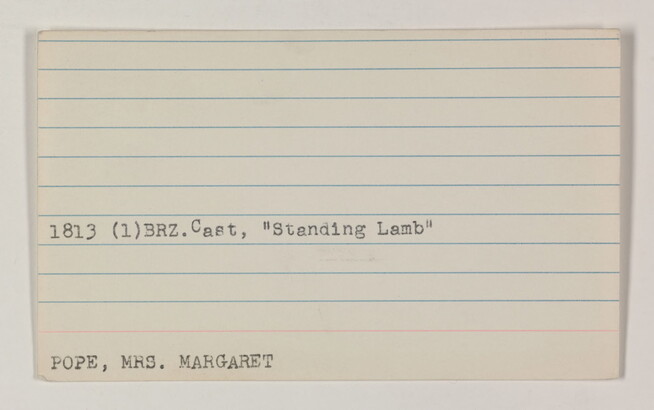 1813 (1)BRZ.Cast, "Standing Lamb"
POPE, MRS. MARGARET